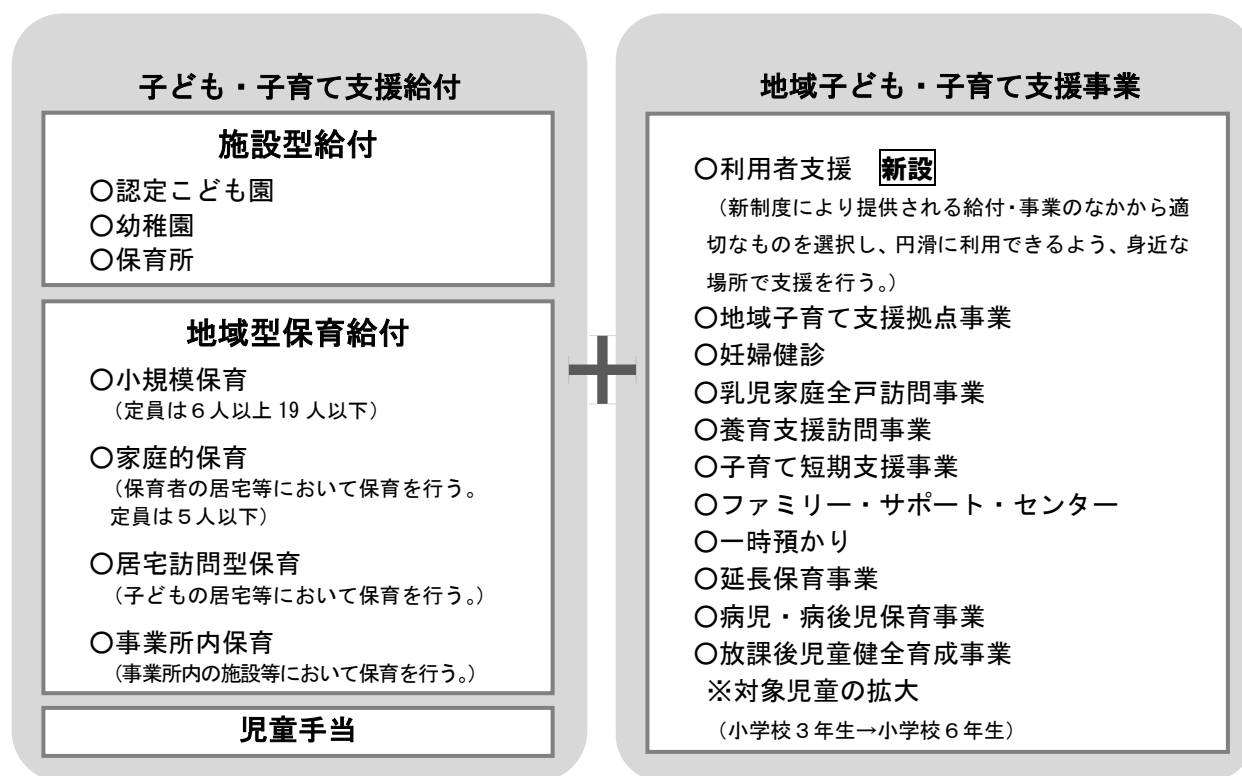 子ども・子育て支援給付
施設型給付
○認定こども園
○幼稚園
○保育所
地域型保育給付
○小規模保育
（定員は６人以上 19 人以下）
○家庭的保育
（保育者の居宅等において保育を行う。
定員は５人以下）
○居宅訪問型保育
（子どもの居宅等において保育を行う。）
○事業所内保育
（事業所内の施設等において保育を行う。）
児童手当
＋
地域子ども・子育て支援事業
○利用者支援　新設
（新制度により提供される給付・事業のなかから適
切なものを選択し、円滑に利用できるよう、身近な
場所で支援を行う。）
○地域子育て支援拠点事業
○妊婦健診
○乳児家庭全戸訪問事業
○養育支援訪問事業
○子育て短期支援事業
○ファミリー・サポート・センター
○一時預かり
○延長保育事業
○病児・病後児保育事業
○放課後児童健全育成事業
※対象児童の拡大
（小学校３年生→小学校６年生）